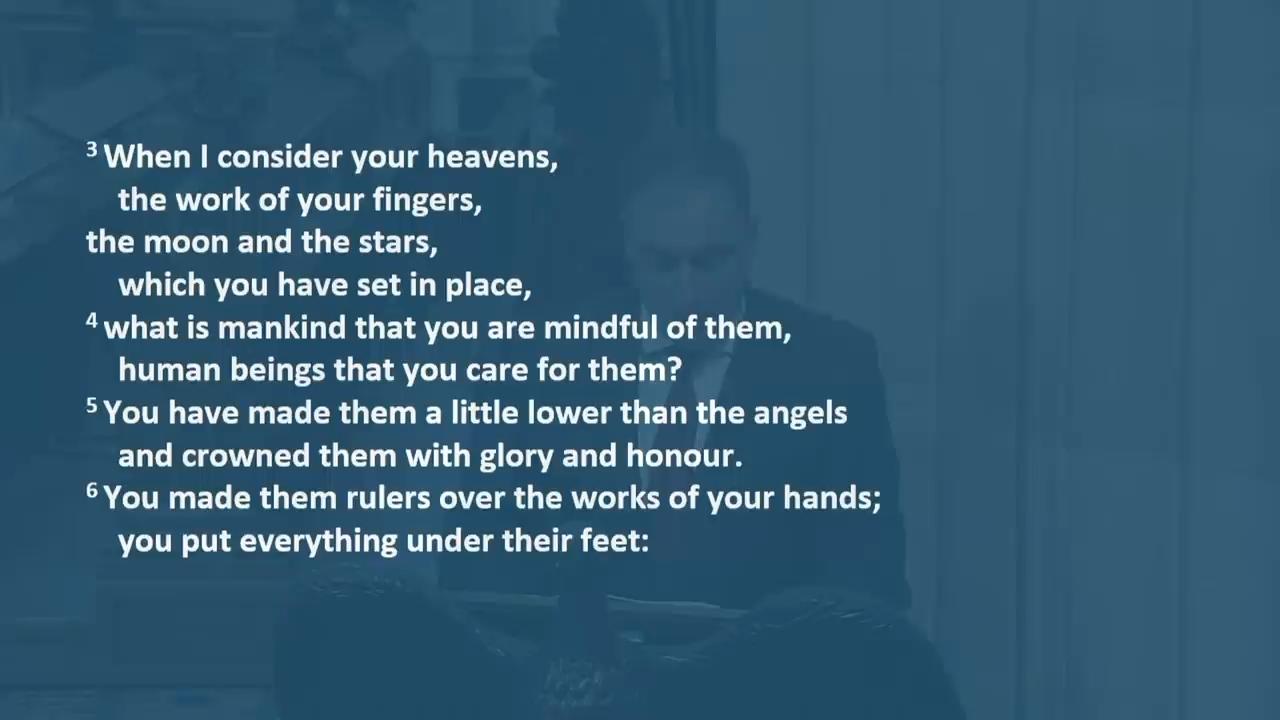 ³ When I consider your heavens,
the work of your fingers,
the moon and the stars,
which you have set in place,
⁴ what is mankind that you are mindful of them,
human beings that you care for them?
⁵ You have made them a little lower than the angels
and crowned them with glory and honour.
⁶ You made them rulers over the works of your hands;
you put everything under their feet: